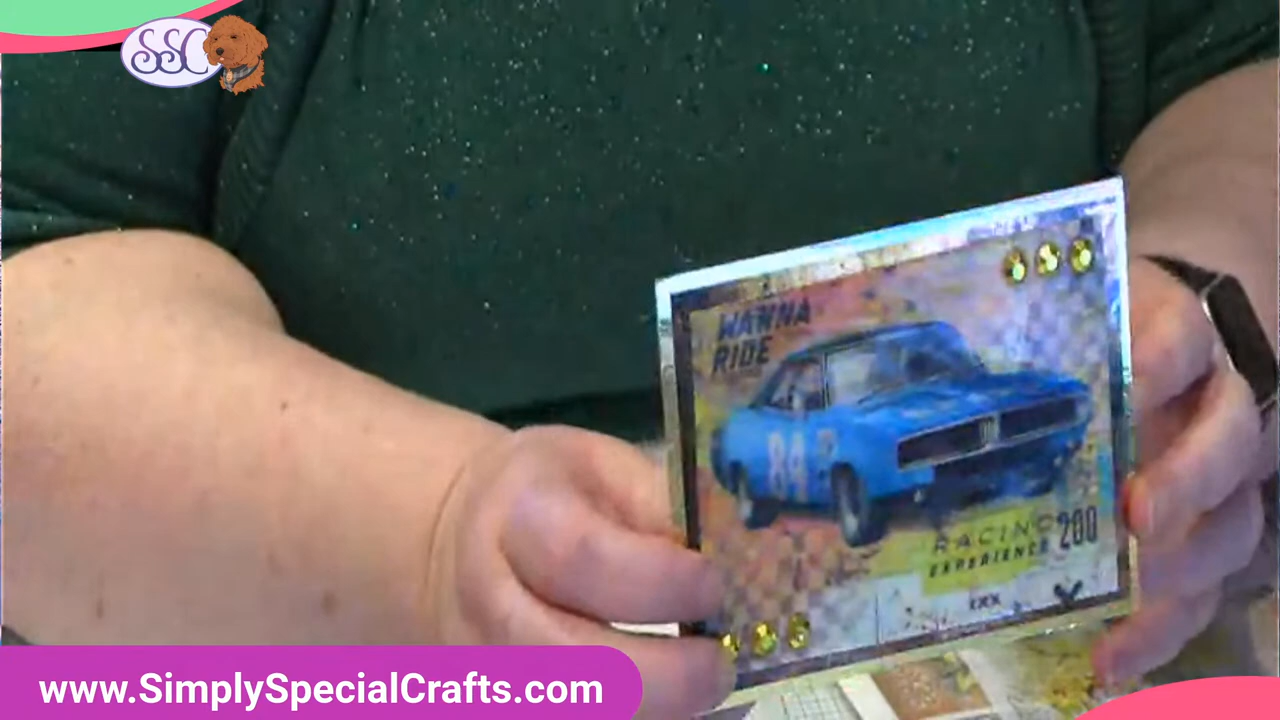 SSC
WANNA
RIDE
84
RACING
EXPERIENCE 200
www.SimplySpecialCrafts.com